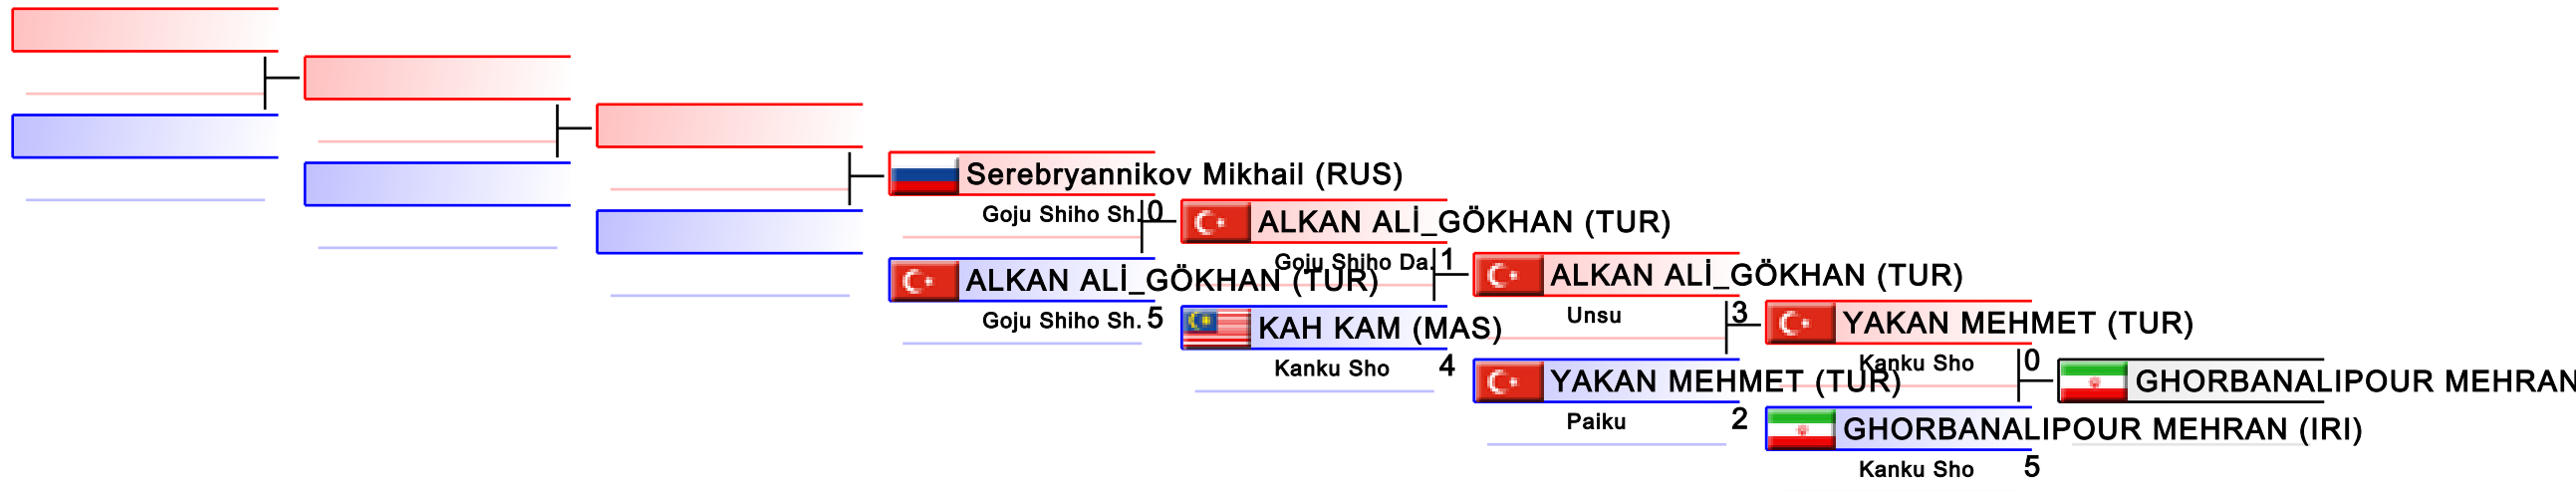 Serebryannikov Mikhail (RUS)
Goju Shiho Sh. 0
ALKAN ALİ_GÖKHAN (TUR)
Goju Shiho Sh. 5
ALKAN ALİ_GÖKHAN (TUR)
Goju Shiho Da. 1
KAH KAM (MAS)
Kanku Sho 4
ALKAN ALİ_GÖKHAN (TUR)
Unsu 3
YAKAN MEHMET (TUR)
Paiku 2
YAKAN MEHMET (TUR)
Kanku Sho 0
GHORBANALIPOUR MEHRAN (IRI)
Kanku Sho 5
GHORBANALIPOUR MEHRAN